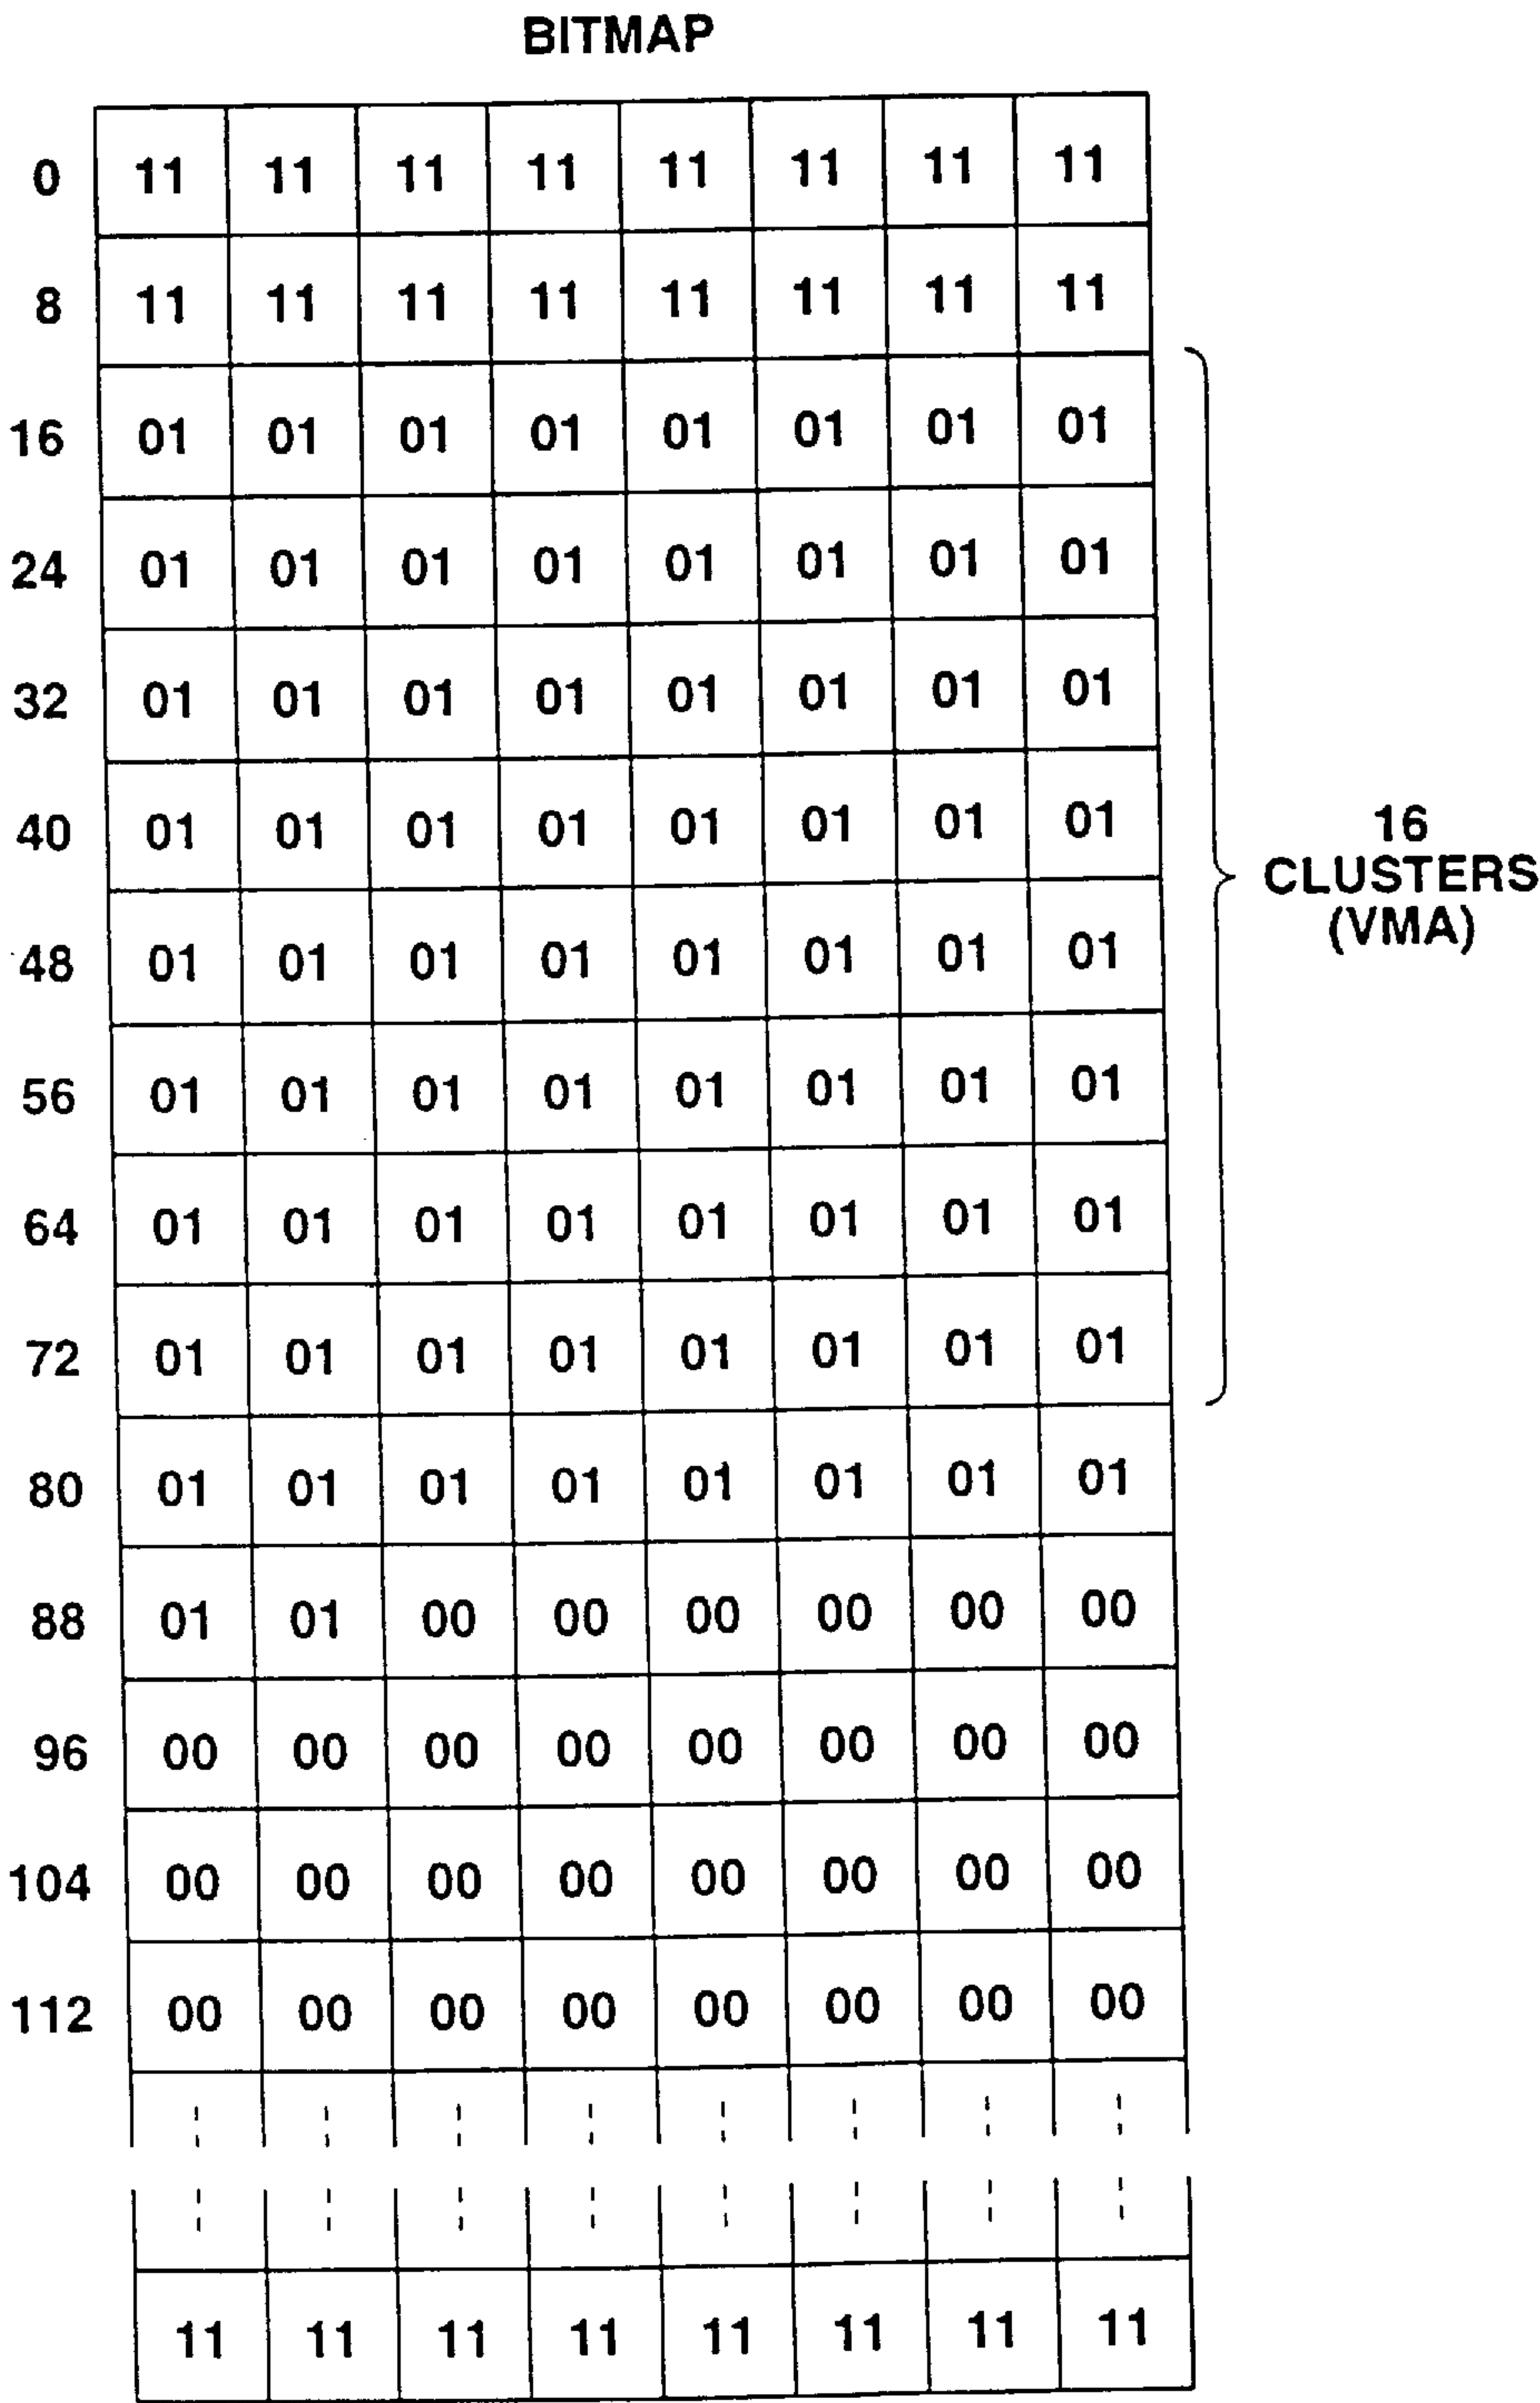 BITMAP
0 11 11 11 11 11 11 11 11
8 11 11 11 11 11 11 11 11
16 01 01 01 01 01 01 01 01
24 01 01 01 01 01 01 01 01
32 01 01 01 01 01 01 01 01
40 01 01 01 01 01 01 01 01
48 01 01 01 01 01 01 01 01
56 01 01 01 01 01 01 01 01
64 01 01 01 01 01 01 01 01
72 01 01 01 01 01 01 01 01
80 01 01 01 01 01 01 01 01
88 01 01 00 00 00 00 00 00
96 00 00 00 00 00 00 00 00
104 00 00 00 00 00 00 00 00
112 00 00 00 00 00 00 00 00
11 11 11 11 11 11 11 11
16
CLUSTERS
(VMA)